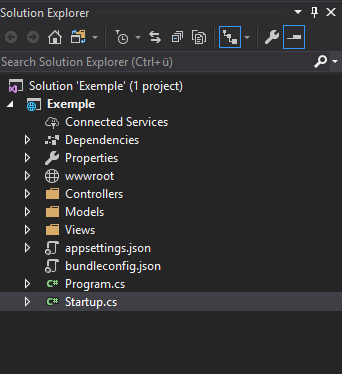 Solution Explorer
Search Solution Explorer (Ctrl+ü)
Solution 'Exemple' (1 project)
Exemple
Connected Services
Dependencies
Properties
wwwroot
Controllers
Models
Views
appsettings.json
bundleconfig.json
C# Program.cs
C# Startup.cs